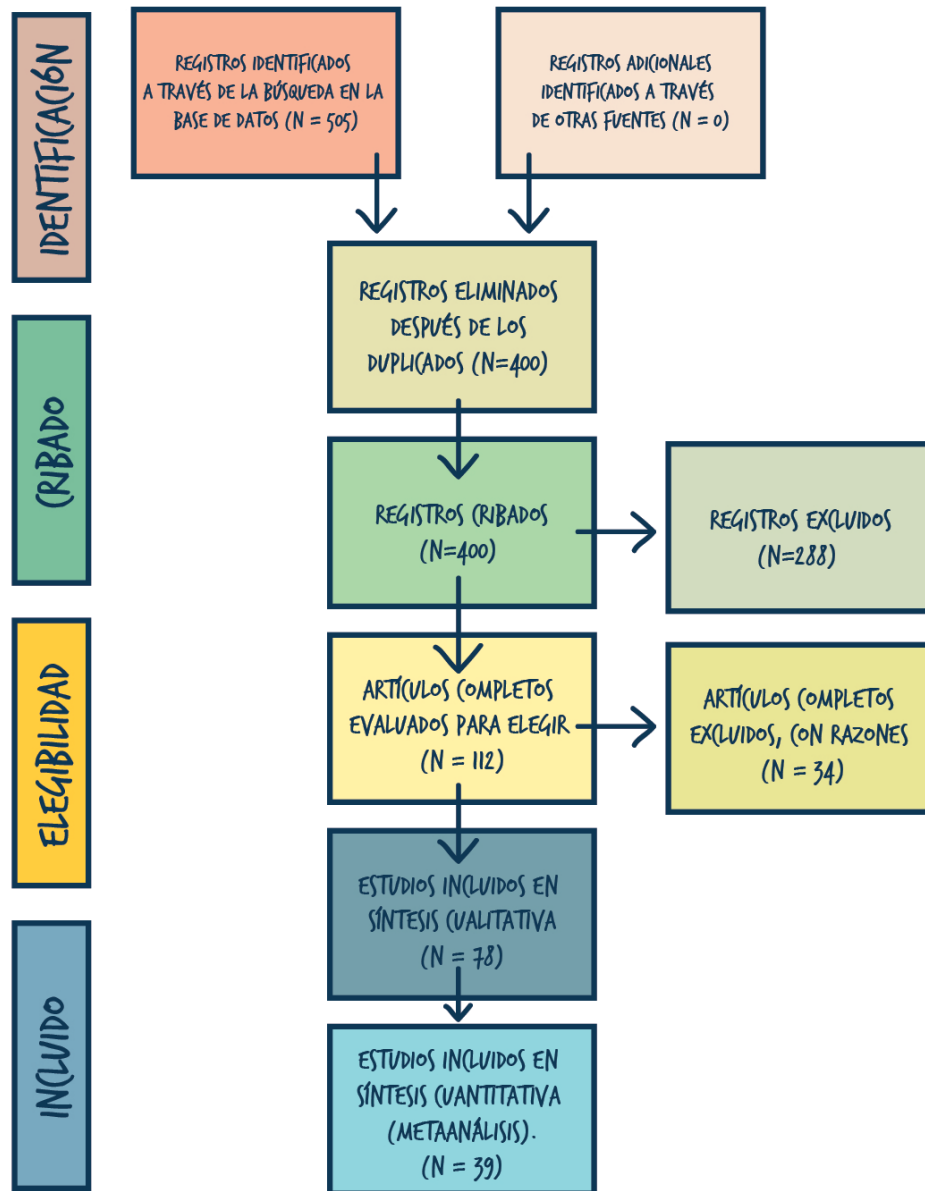 IDENTIFICACIÓN
REGISTROS IDENTIFICADOS
A TRAVÉS DE LA BÚSQUEDA EN LA
BASE DE DATOS (N = 505)
REGISTROS ADICIONALES
IDENTIFICADOS A TRAVÉS
DE OTRAS FUENTES (N = 0)
REGISTROS ELIMINADOS
DESPUÉS DE LOS
DUPLICADOS (N=400)
CRIBADO
REGISTROS CRIBADOS
(N=400)
REGISTROS EXCLUIDOS
(N=288)
ELEGIBILIDAD
ARTÍCULOS COMPLETOS
EVALUADOS PARA ELEGIR
(N = 112)
ARTÍCULOS COMPLETOS
EXCLUIDOS, CON RAZONES
(N = 34)
INCLUIDO
ESTUDIOS INCLUIDOS EN
SÍNTESIS CUALITATIVA
(N = 78)
ESTUDIOS INCLUIDOS EN
SÍNTESIS CUANTITATIVA
(METAANÁLISIS).
(N = 39)